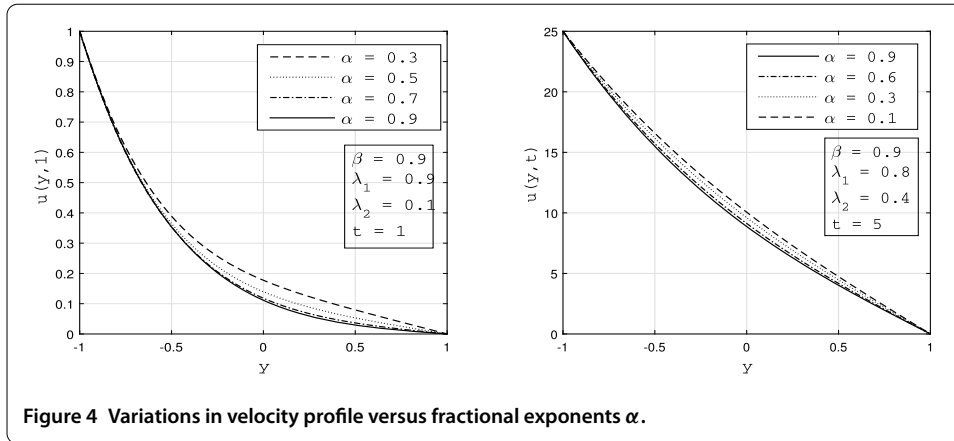 1
0.9
0.8
0.7
0.6
0.5
0.4
0.3
0.2
0.1
0
u(y,1)
-1 -0.5 0 0.5 1
y
α = 0.3
α = 0.5
α = 0.7
α = 0.9
β = 0.9
λ₁ = 0.9
λ₂ = 0.1
t = 1
25
20
15
10
5
0
u(y,t)
-1 -0.5 0 0.5 1
y
α = 0.9
α = 0.6
α = 0.3
α = 0.1
β = 0.9
λ₁ = 0.8
λ₂ = 0.4
t = 5
Figure 4 Variations in velocity profile versus fractional exponents α.